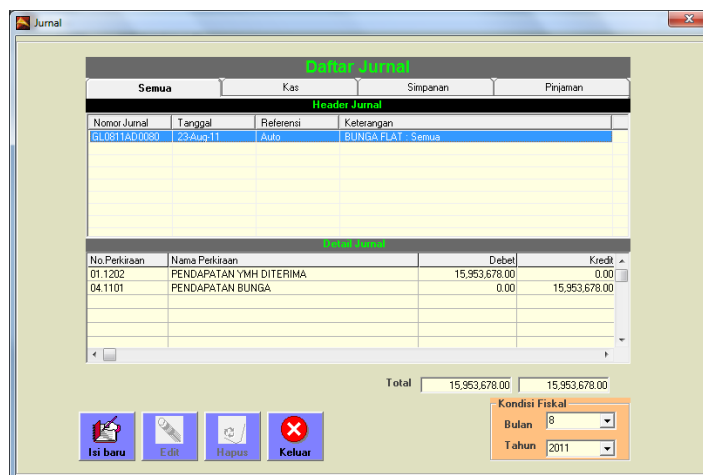 Jurnal
Daftar Jurnal
Semua Kas Simpanan Pinjaman
Header Jurnal
Nomor Jurnal Tanggal Referensi Keterangan
GL0811AD0080 23-Aug-11 Auto BUNGA FLAT : Semua
Detail Jurnal
No.Perkiraan Nama Perkiraan Debet Kredit
01.1202 PENDAPATAN YMH DITERIMA 15,953,678.00 0.00
04.1101 PENDAPATAN BUNGA 0.00 15,953,678.00
Total 15,953,678.00 15,953,678.00
Kondisi Fiskal
Bulan 8
Tahun 2011
Isi baru Edit Hapus Keluar